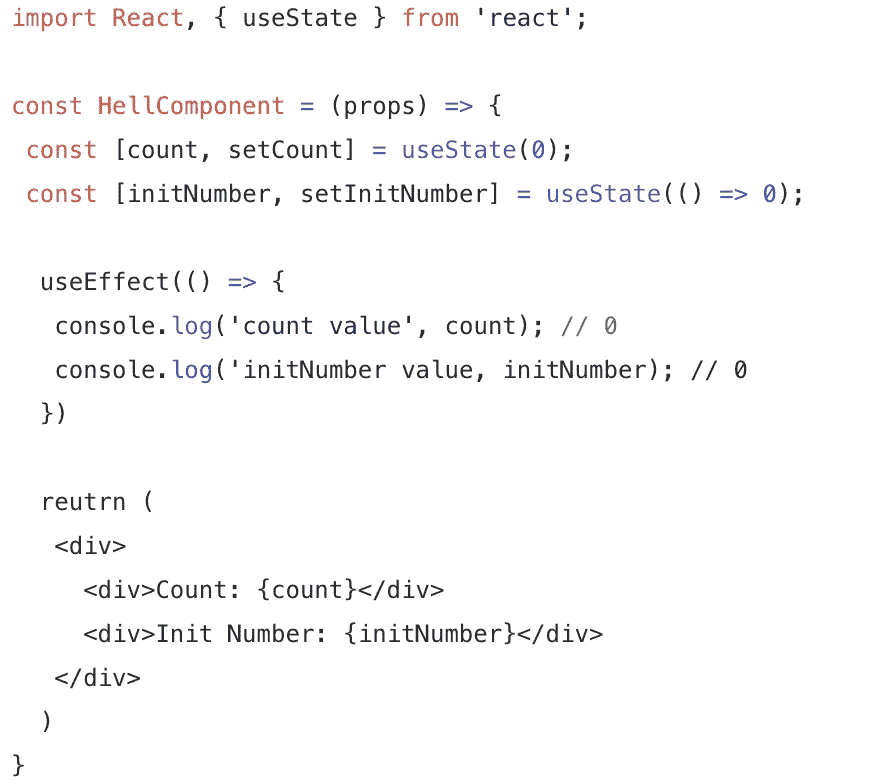 import React, { useState } from 'react';
const HellComponent = (props) => {
const [count, setCount] = useState(0);
const [initNumber, setInitNumber] = useState(() => 0);
useEffect(() => {
console.log('count value', count); // 0
console.log('initNumber value, initNumber); // 0
})
reutrn (
<div>
<div>Count: {count}</div>
<div>Init Number: {initNumber}</div>
</div>
)
}